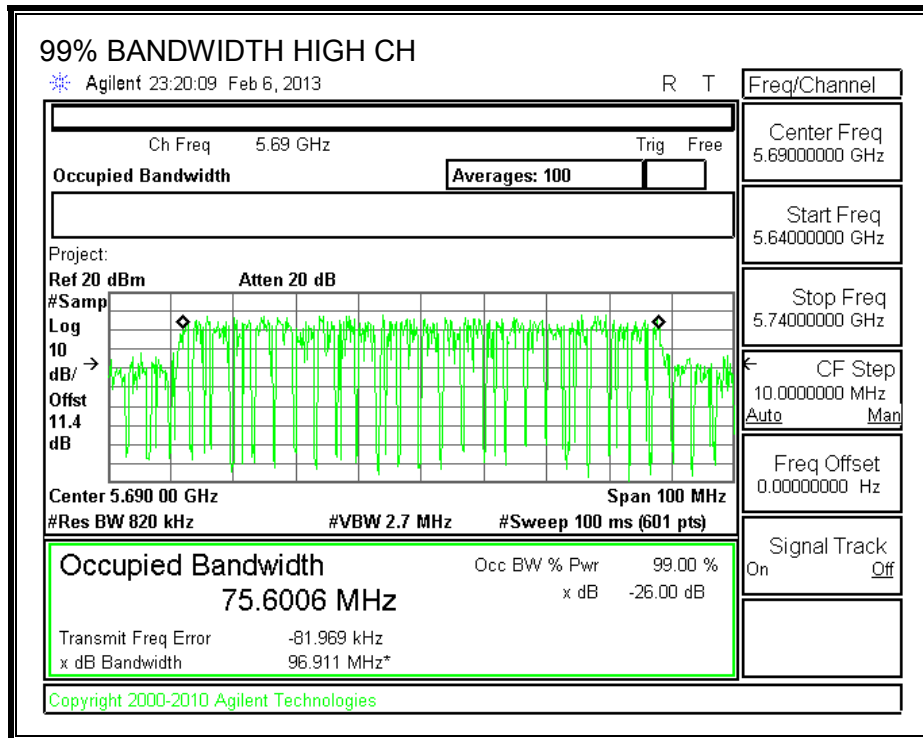 99% BANDWIDTH HIGH CH
Agilent 23:20:09 Feb 6, 2013 R T
Ch Freq 5.69 GHz Trig Free
Occupied Bandwidth Averages: 100
Project:
Ref 20 dBm Atten 20 dB
#Samp
Log
10
dB/
Offst
11.4
dB
Center 5.690 00 GHz Span 100 MHz
#Res BW 820 kHz #VBW 2.7 MHz #Sweep 100 ms (601 pts)
Occupied Bandwidth
75.6006 MHz
Occ BW % Pwr 99.00 %
x dB -26.00 dB
Transmit Freq Error -81.969 kHz
x dB Bandwidth 96.911 MHz*
Copyright 2000-2010 Agilent Technologies
Freq/Channel
Center Freq
5.69000000 GHz
Start Freq
5.64000000 GHz
Stop Freq
5.74000000 GHz
CF Step
10.0000000 MHz
Auto Man
Freq Offset
0.00000000 Hz
Signal Track
On Off